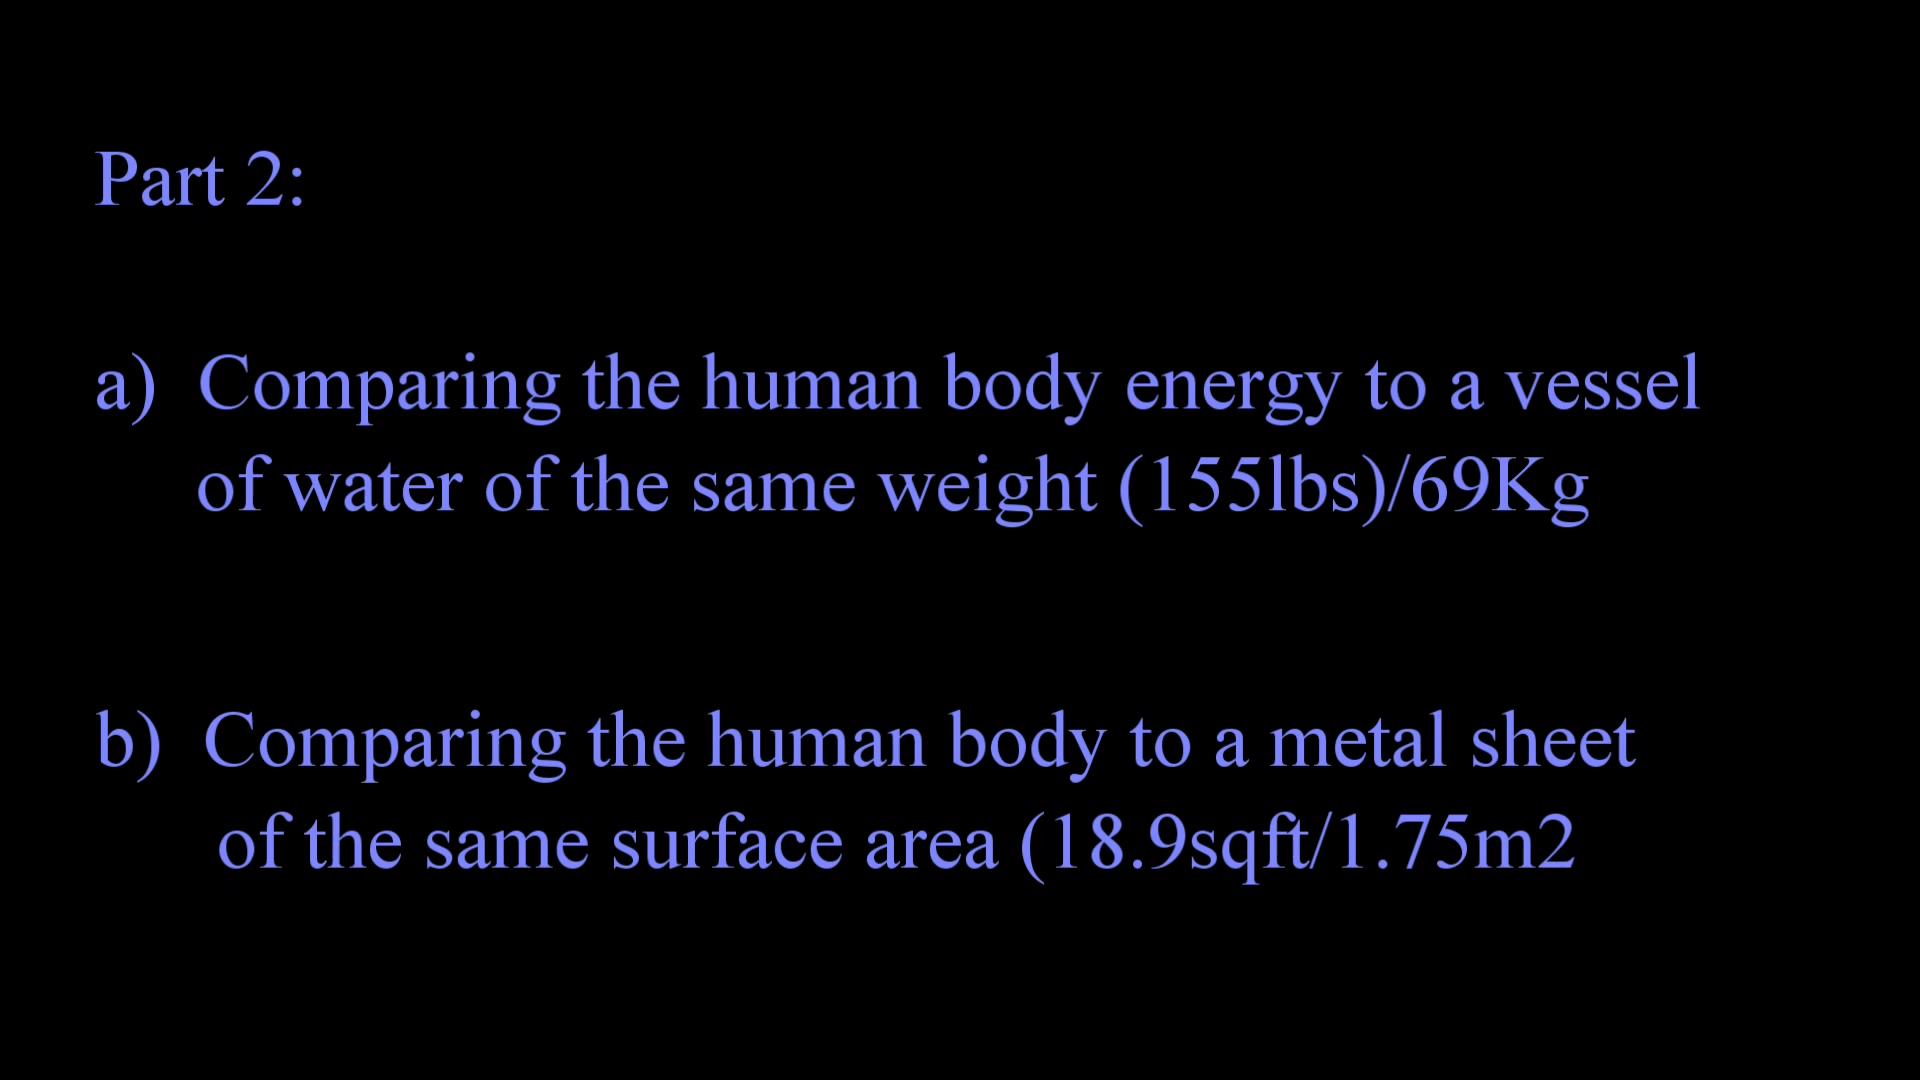 Part 2:
a) Comparing the human body energy to a vessel
of water of the same weight (155lbs)/69Kg
b) Comparing the human body to a metal sheet
of the same surface area (18.9sqft/1.75m2